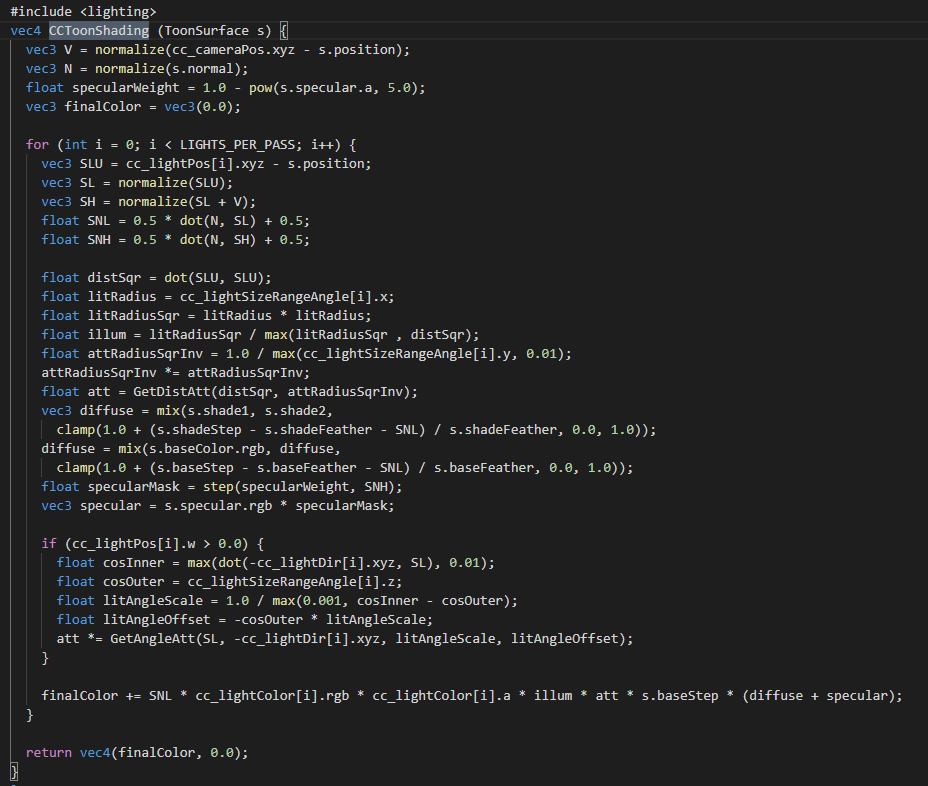 #include <lighting>
vec4 CCToonShading (ToonSurface s) {
  vec3 V = normalize(cc_cameraPos.xyz - s.position);
  vec3 N = normalize(s.normal);
  float specularWeight = 1.0 - pow(s.specular.a, 5.0);
  vec3 finalColor = vec3(0.0);

  for (int i = 0; i < LIGHTS_PER_PASS; i++) {
    vec3 SLU = cc_lightPos[i].xyz - s.position;
    vec3 SL = normalize(SLU);
    vec3 SH = normalize(SL + V);
    float SNL = 0.5 * dot(N, SL) + 0.5;
    float SNH = 0.5 * dot(N, SH) + 0.5;

    float distSqr = dot(SLU, SLU);
    float litRadius = cc_lightSizeRangeAngle[i].x;
    float litRadiusSqr = litRadius * litRadius;
    float illum = litRadiusSqr / max(litRadiusSqr , distSqr);
    float attRadiusSqrInv = 1.0 / max(cc_lightSizeRangeAngle[i].y, 0.01);
    attRadiusSqrInv *= attRadiusSqrInv;
    float att = GetDistAtt(distSqr, attRadiusSqrInv);
    vec3 diffuse = mix(s.shade1, s.shade2,
      clamp(1.0 + (s.shadeStep - s.shadeFeather - SNL) / s.shadeFeather, 0.0, 1.0));
    diffuse = mix(s.baseColor.rgb, diffuse,
      clamp(1.0 + (s.baseStep - s.baseFeather - SNL) / s.baseFeather, 0.0, 1.0));
    float specularMask = step(specularWeight, SNH);
    vec3 specular = s.specular.rgb * specularMask;

    if (cc_lightPos[i].w > 0.0) {
      float cosInner = max(dot(-cc_lightDir[i].xyz, SL), 0.01);
      float cosOuter = cc_lightSizeRangeAngle[i].z;
      float litAngleScale = 1.0 / max(0.001, cosInner - cosOuter);
      float litAngleOffset = -cosOuter * litAngleScale;
      att *= GetAngleAtt(SL, -cc_lightDir[i].xyz, litAngleScale, litAngleOffset);
    }

    finalColor += SNL * cc_lightColor[i].rgb * cc_lightColor[i].a * illum * att * s.baseStep * (diffuse + specular);
  }

  return vec4(finalColor, 0.0);
}